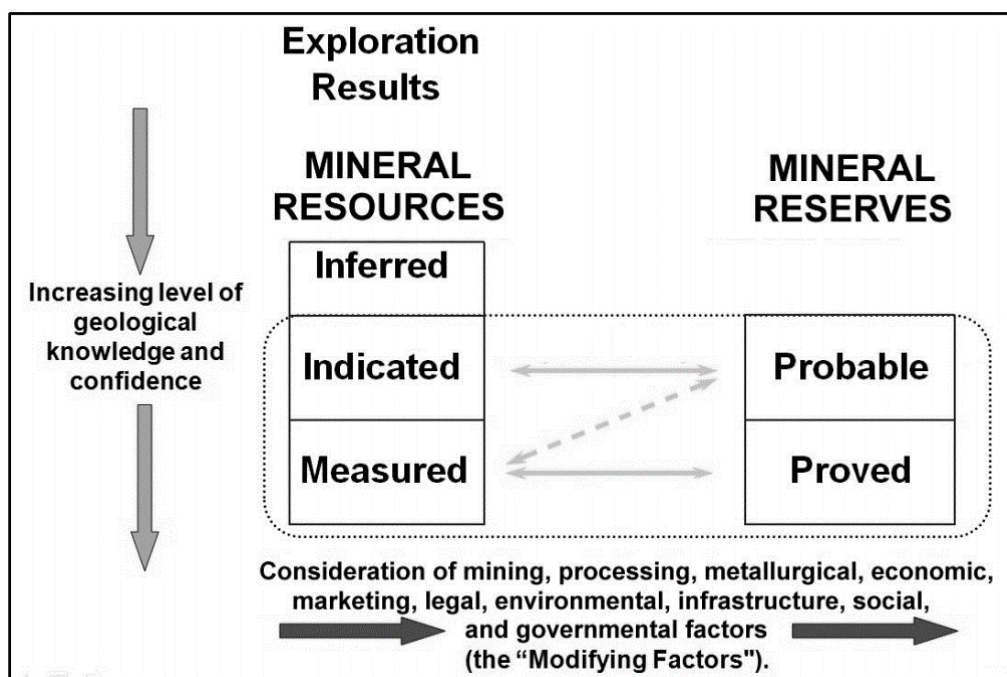 Exploration
Results
MINERAL
RESOURCES
MINERAL
RESERVES
Inferred
Increasing level of
geological
knowledge and
confidence
Indicated
Probable
Measured
Proved
Consideration of mining, processing, metallurgical, economic,
marketing, legal, environmental, infrastructure, social,
and governmental factors
(the “Modifying Factors").